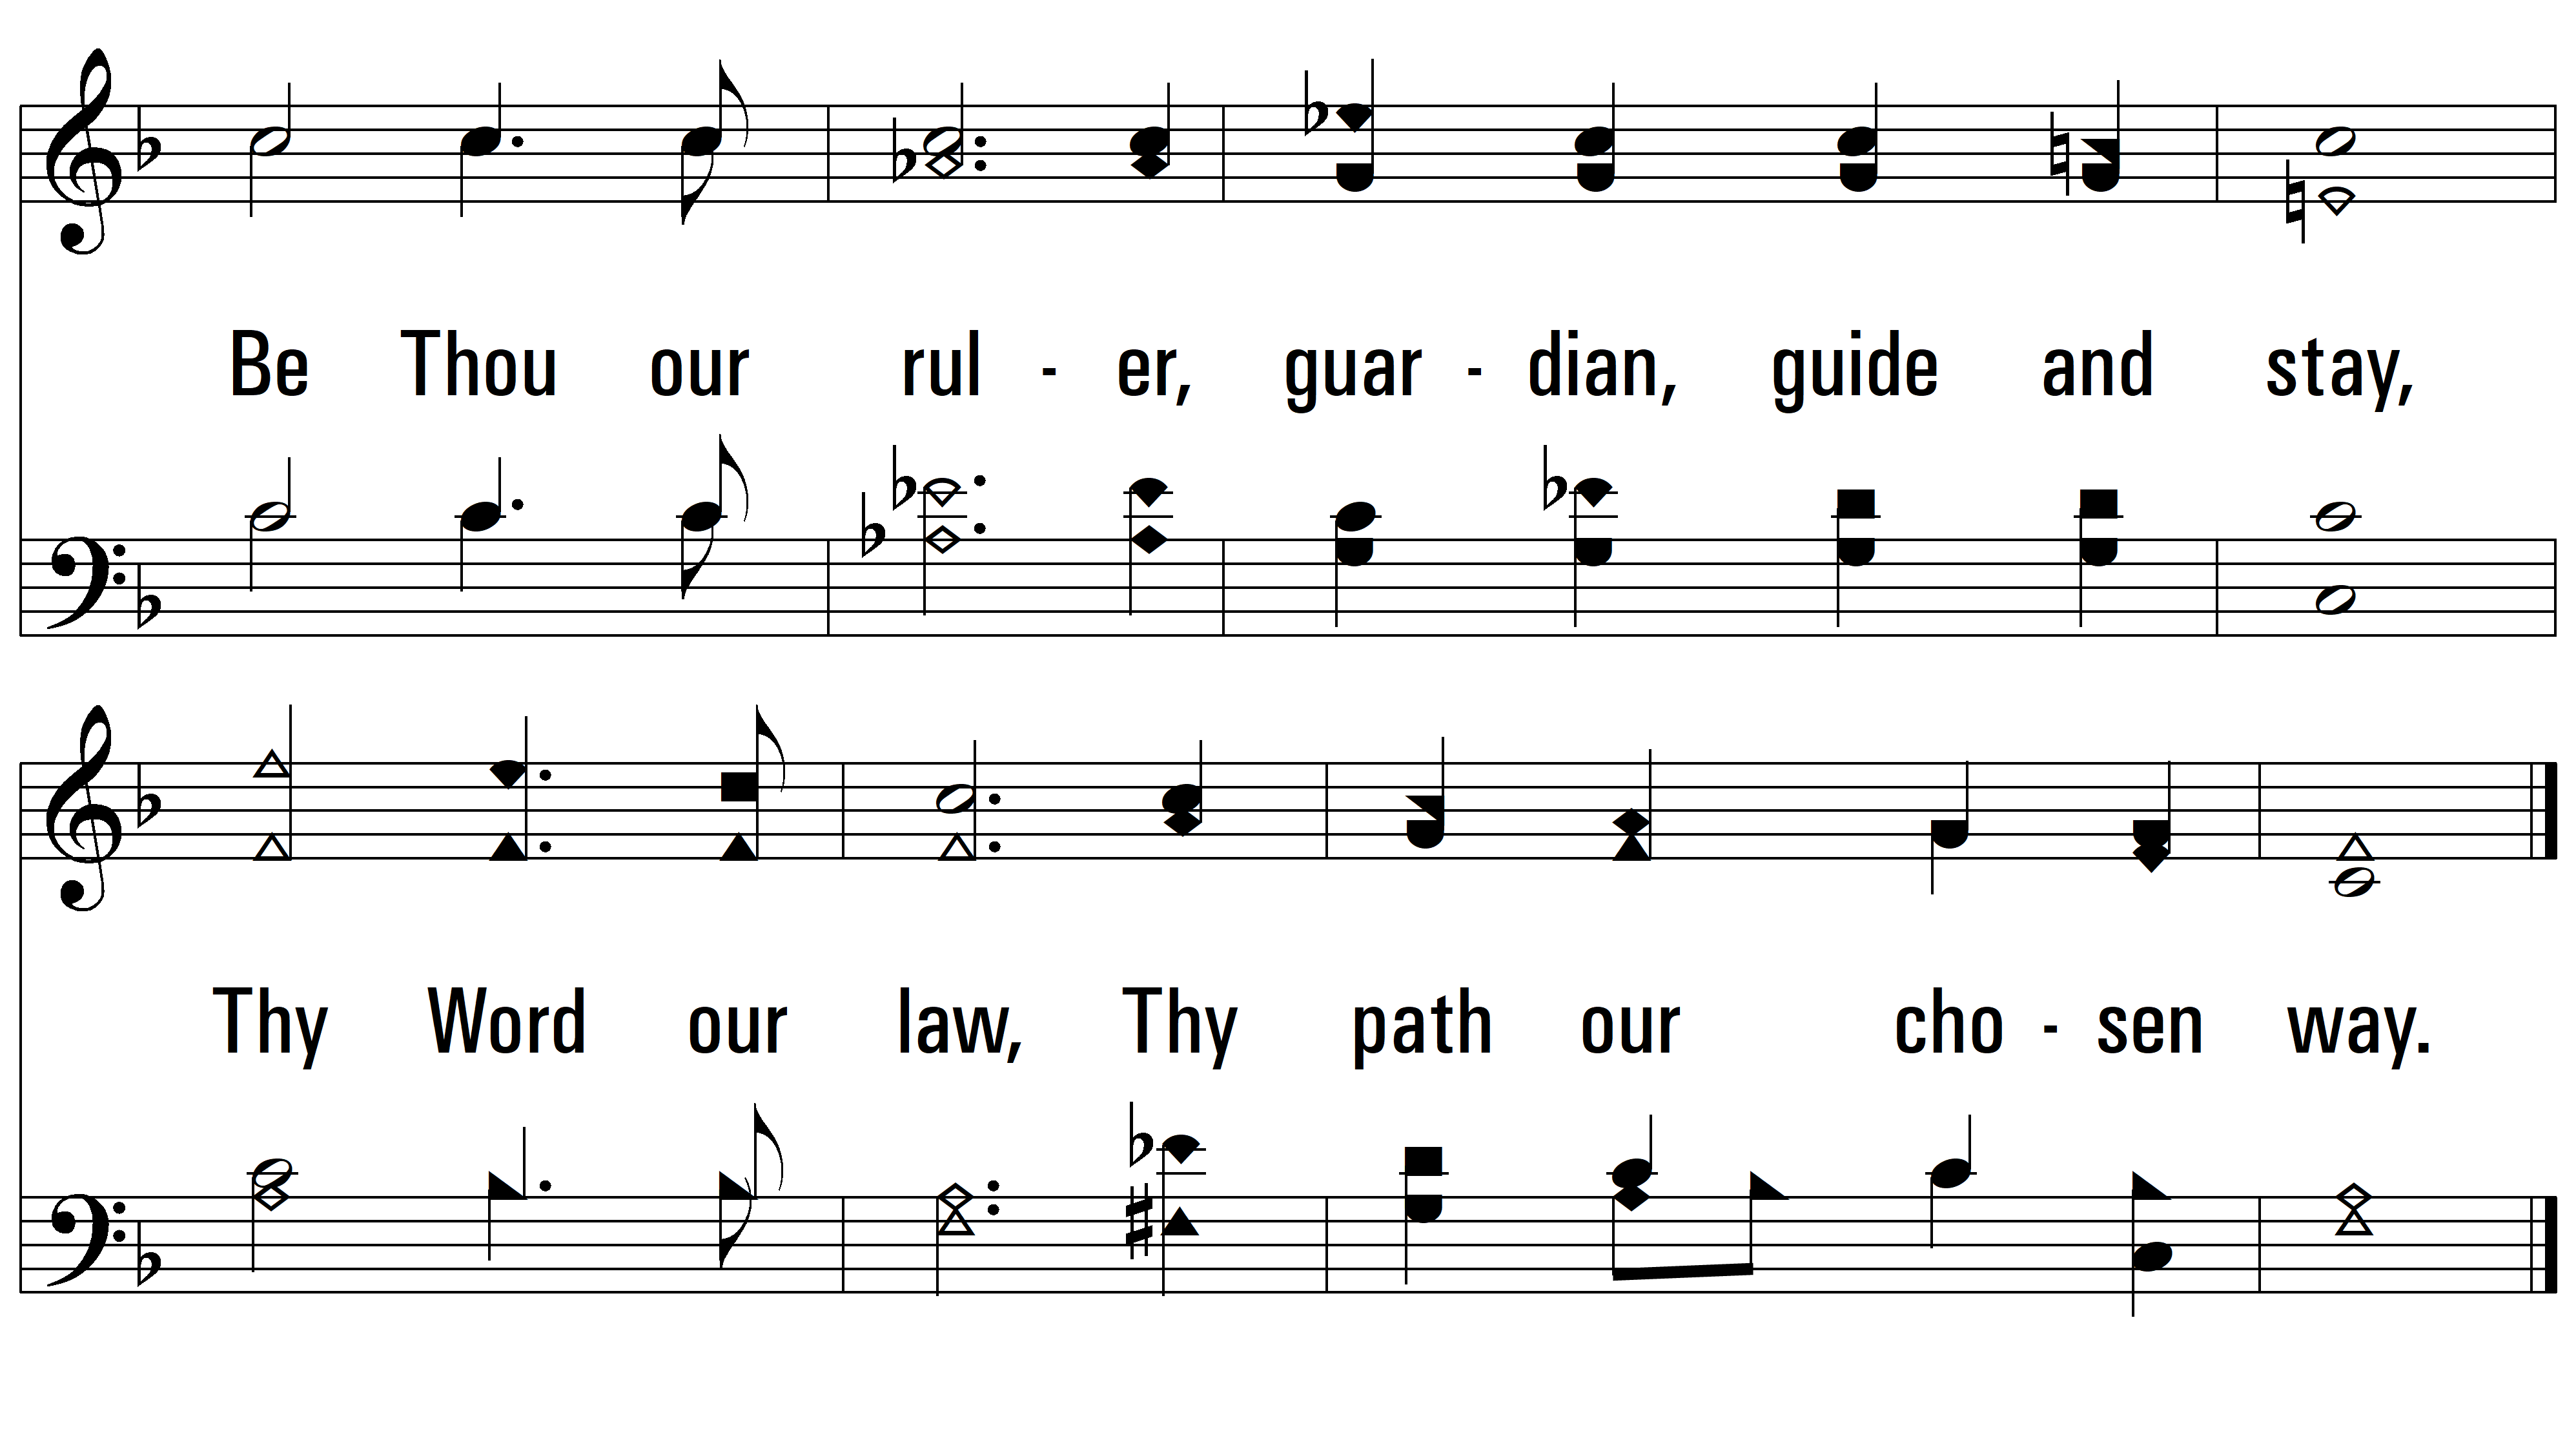 Be Thou our rul - er, guar - dian, guide and stay,
Thy Word our law, Thy path our cho - sen way.